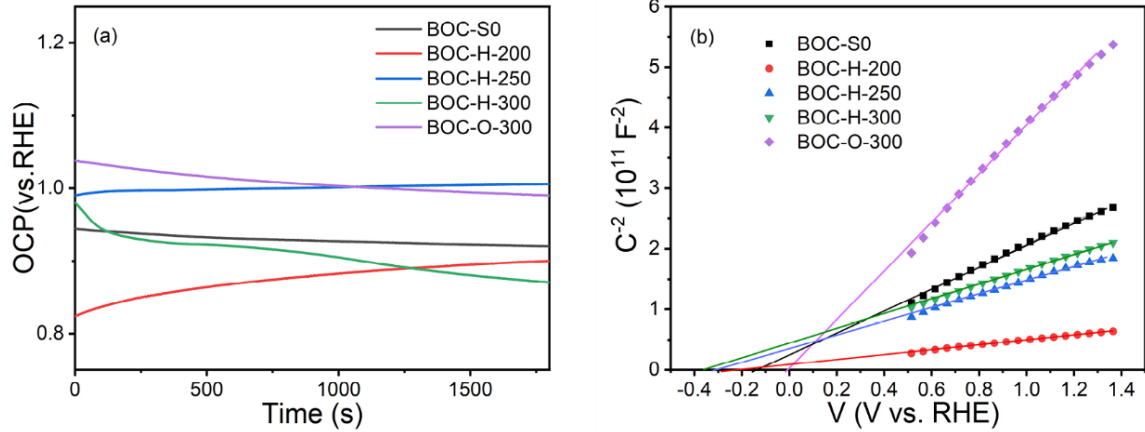 (a)
BOC-S0
BOC-H-200
BOC-H-250
BOC-H-300
BOC-O-300
1.2
1.0
0.8
OCP(vs.RHE)
0 500 1000 1500
Time (s)
(b)
BOC-S0
BOC-H-200
BOC-H-250
BOC-H-300
BOC-O-300
6
5
4
3
2
1
0
C⁻² (10¹¹ F⁻²)
-0.4 -0.2 0.0 0.2 0.4 0.6 0.8 1.0 1.2 1.4
V (V vs. RHE)